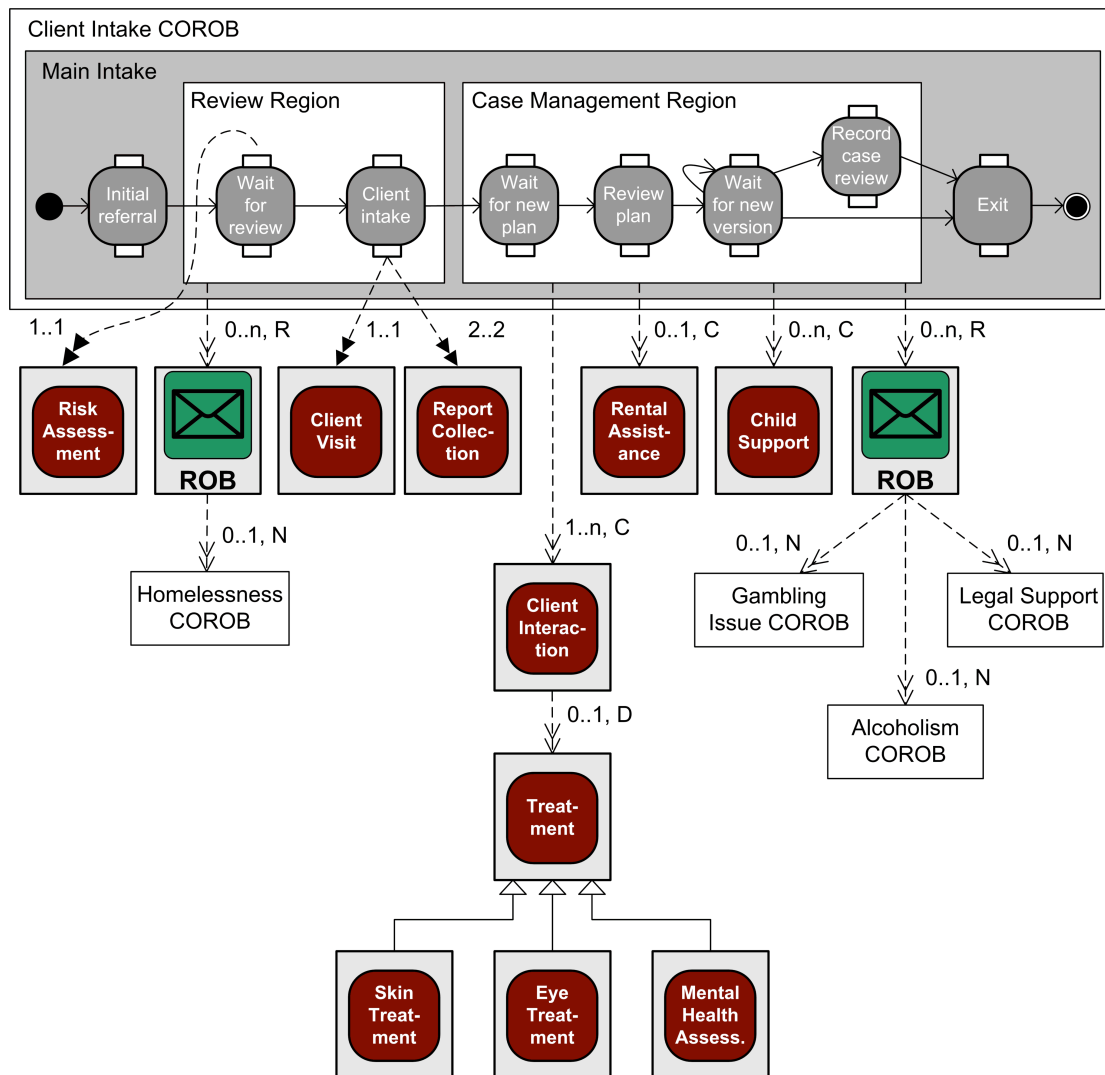 Client Intake COROB
Main Intake
Review Region
Case Management Region
Initial
referral
Wait
for
review
Client
intake
Wait
for new
plan
Review
plan
Wait
for new
version
Record
case
review
Exit
1..1
0..n, R
1..1
2..2
0..1, C
0..n, C
0..n, R
Risk
Assess-
ment
ROB
Client
Visit
Report
Collec-
tion
Rental
Assist-
ance
Child
Support
ROB
0..1, N
1..n, C
0..1, N
0..1, N
Homelessness
COROB
Client
Interac-
tion
Gambling
Issue COROB
Legal Support
COROB
0..1, N
0..1, D
Alcoholism
COROB
Treat-
ment
Skin
Treat-
ment
Eye
Treat-
ment
Mental
Health
Assess.